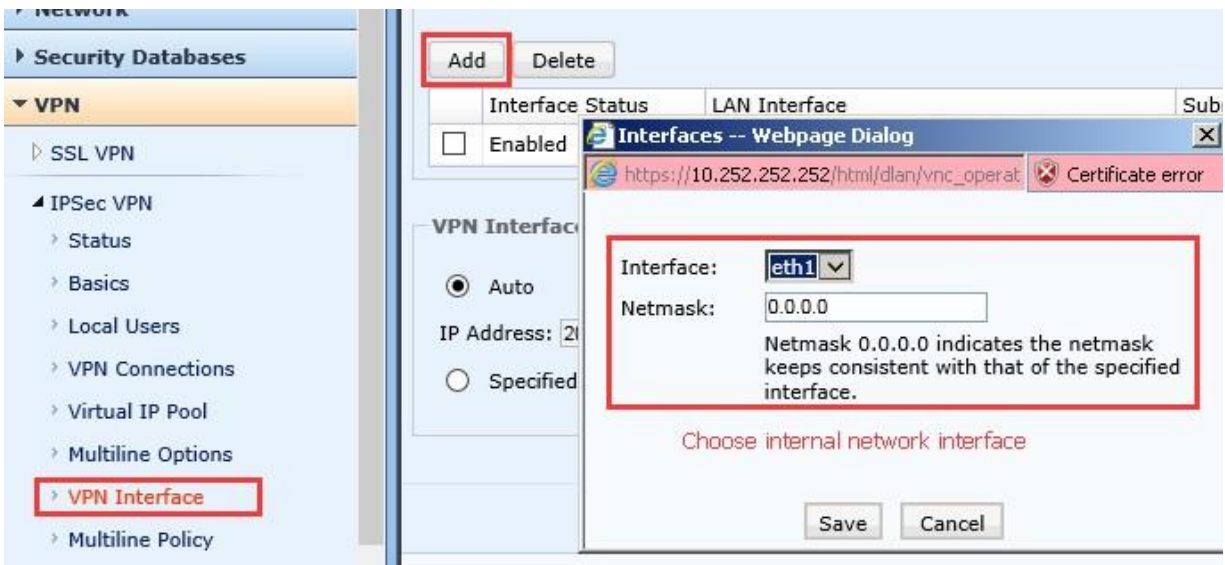 Network
Security Databases
VPN
SSL VPN
IPSec VPN
Status
Basics
Local Users
VPN Connections
Virtual IP Pool
Multiline Options
VPN Interface
Multiline Policy
Add Delete
Interface Status LAN Interface
Enabled
VPN
Auto
IP Address:
Specified
Interfaces -- Webpage Dialog
https://10.252.252.252/html/dlan/vnc_operat Certificate error
Interface: eth1
Netmask: 0.0.0.0
Netmask 0.0.0.0 indicates the netmask
keeps consistent with that of the specified
interface.
Choose internal network interface
Save Cancel